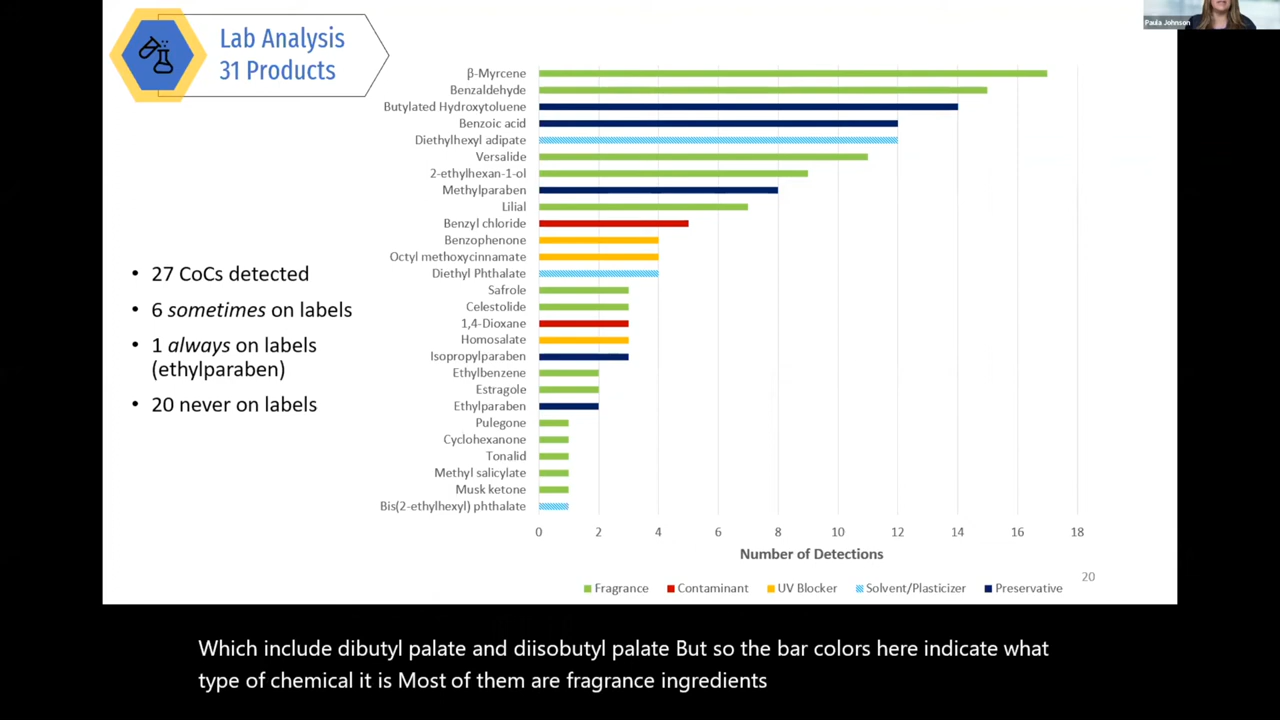 Paula Johnson
Lab Analysis
31 Products
• 27 CoCs detected
• 6 sometimes on labels
• 1 always on labels
(ethylparaben)
• 20 never on labels
β-Myrcene
Benzaldehyde
Butylated Hydroxytoluene
Benzoic acid
Diethylhexyl adipate
Versalide
2-ethylhexan-1-ol
Methylparaben
Lilial
Benzyl chloride
Benzophenone
Octyl methoxycinnamate
Diethyl Phthalate
Safrole
Celestolide
1,4-Dioxane
Homosalate
Isopropylparaben
Ethylbenzene
Estragole
Ethylparaben
Pulegone
Cyclohexanone
Tonalid
Methyl salicylate
Musk ketone
Bis(2-ethylhexyl) phthalate
0 2 4 6 8 10 12 14 16 18
Number of Detections
20
Fragrance Contaminant UV Blocker Solvent/Plasticizer Preservative
Which include dibutyl palate and diisobutyl palate But so the bar colors here indicate what
type of chemical it is Most of them are fragrance ingredients